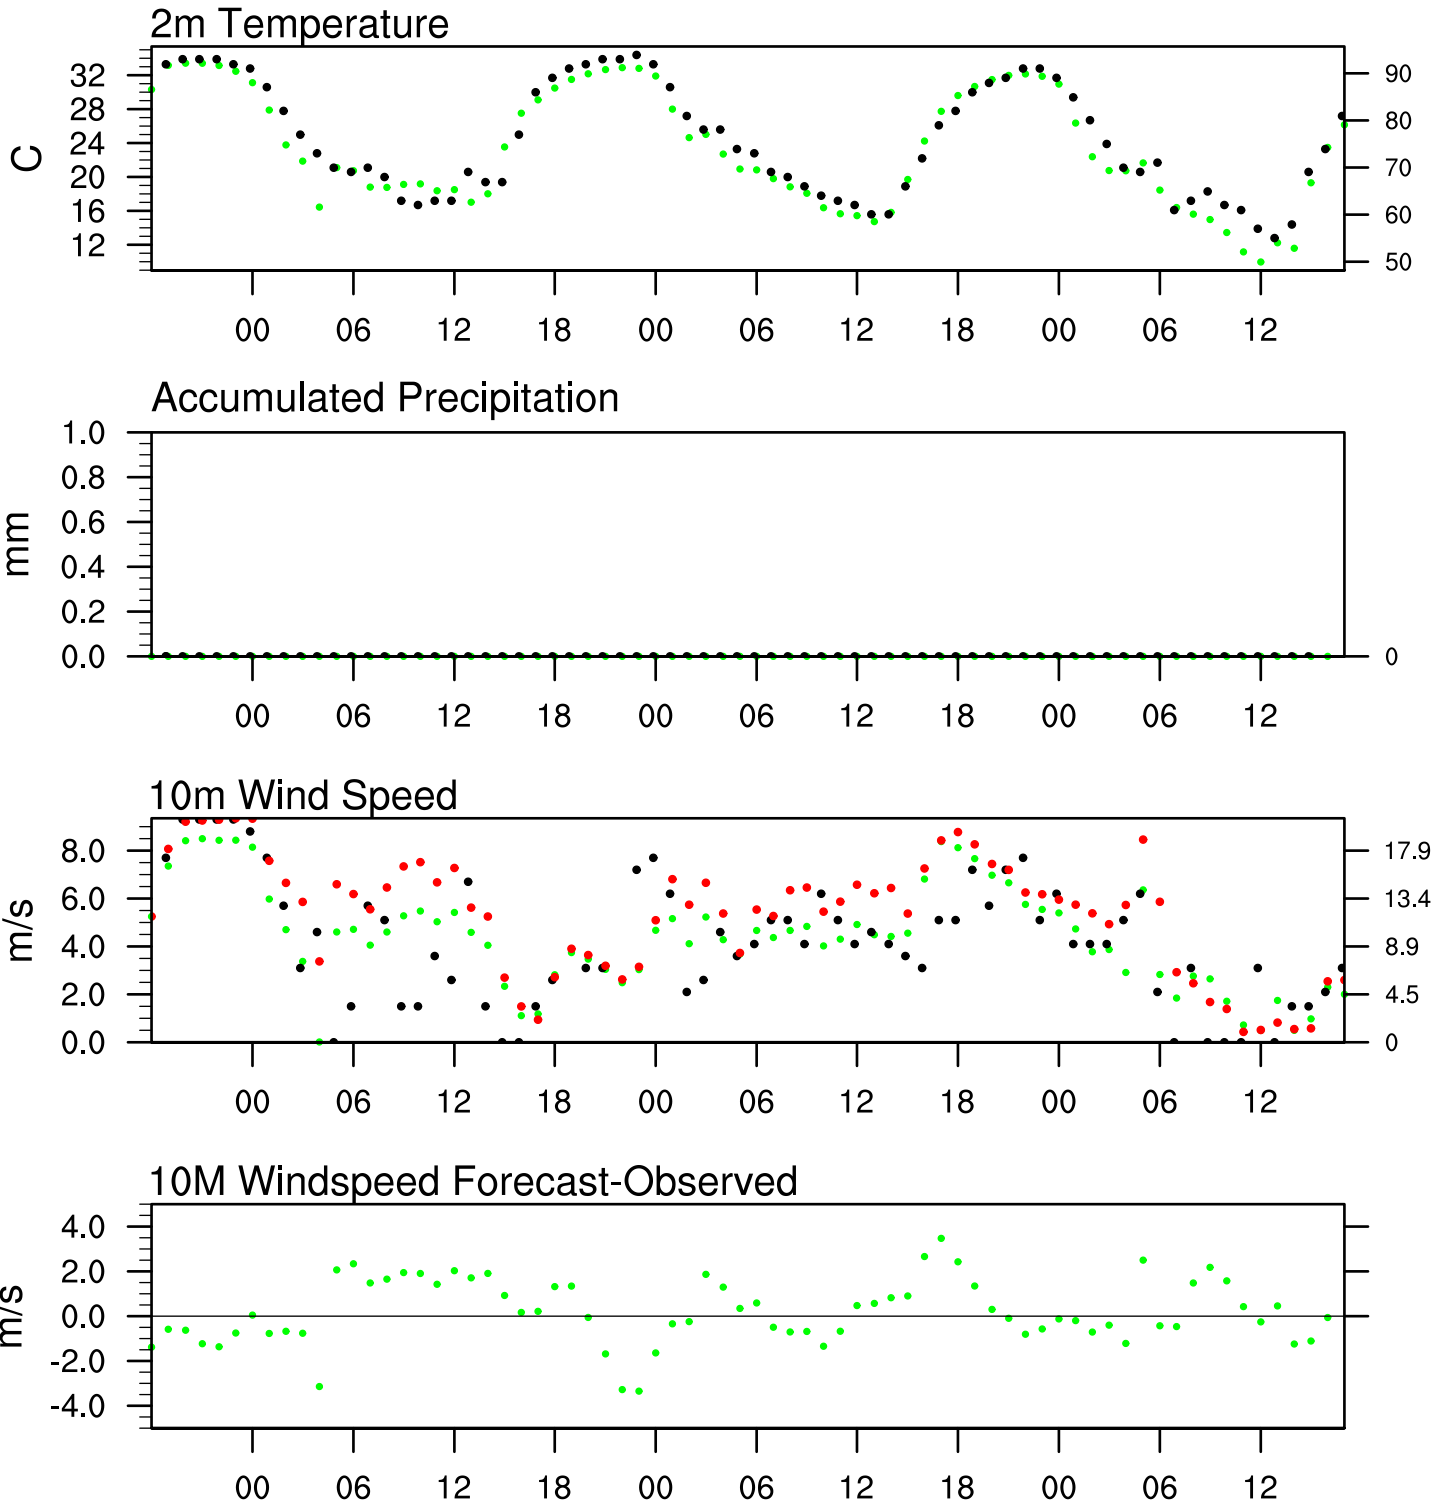 2m Temperature
C
32
28
24
20
16
12
90
80
70
60
50
00 06 12 18 00 06 12 18 00 06 12
Accumulated Precipitation
mm
1.0
0.8
0.6
0.4
0.2
0.0
0
00 06 12 18 00 06 12 18 00 06 12
10m Wind Speed
m/s
8.0
6.0
4.0
2.0
0.0
17.9
13.4
8.9
4.5
0
00 06 12 18 00 06 12 18 00 06 12
10M Windspeed Forecast-Observed
m/s
4.0
2.0
0.0
-2.0
-4.0
00 06 12 18 00 06 12 18 00 06 12